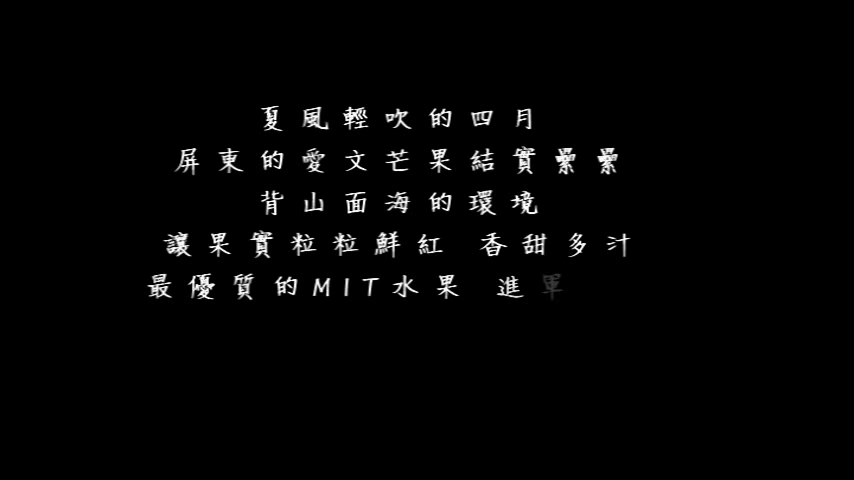 夏風輕吹的四月
屏東的愛文芒果結實纍纍
背山面海的環境
讓果實粒粒鮮紅 香甜多汁
最優質的MIT水果 進軍